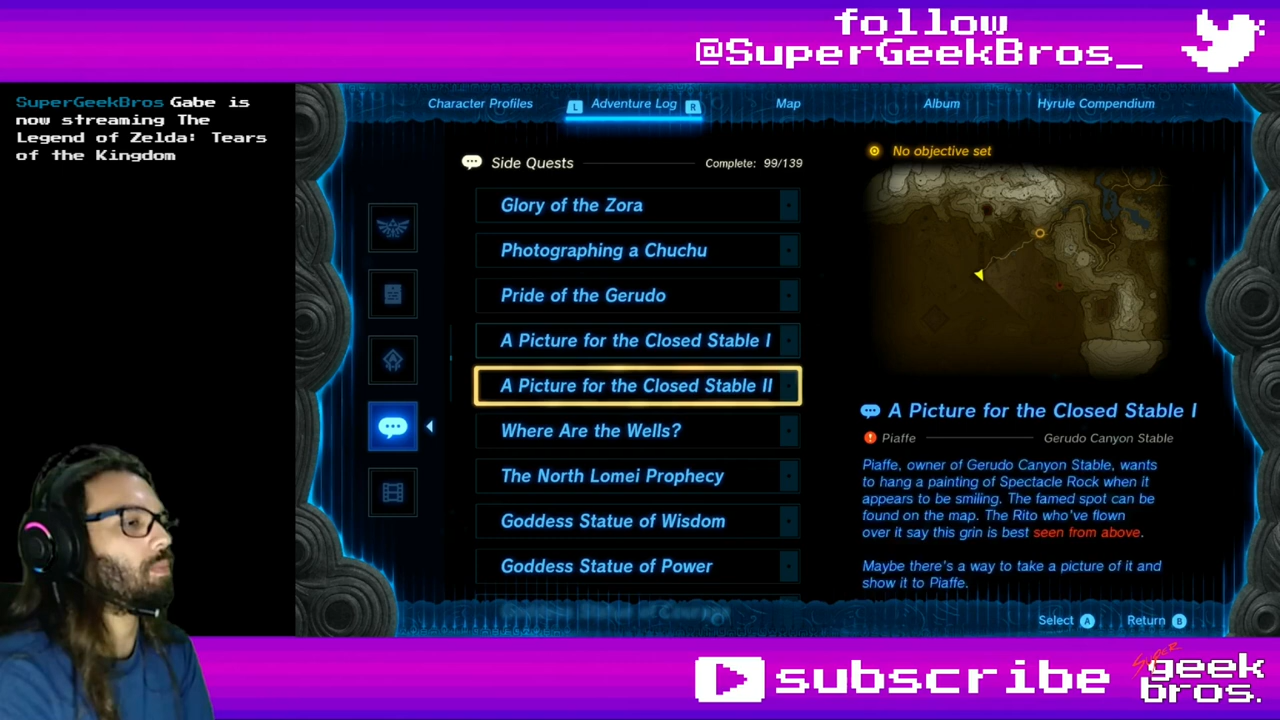 follow
@SuperGeekBros_
SuperGeekBros Gabe is
now streaming The
Legend of Zelda: Tears
of the Kingdom
Character Profiles
L Adventure Log R
Map
Album
Hyrule Compendium
Side Quests
Complete: 99/139
Glory of the Zora
Photographing a Chuchu
Pride of the Gerudo
A Picture for the Closed Stable I
A Picture for the Closed Stable II
Where Are the Wells?
The North Lomei Prophecy
Goddess Statue of Wisdom
Goddess Statue of Power
No objective set
A Picture for the Closed Stable I
Piaffe
Gerudo Canyon Stable
Piaffe, owner of Gerudo Canyon Stable, wants
to hang a painting of Spectacle Rock when it
appears to be smiling. The famed spot can be
found on the map. The Rito who've flown
over it say this grin is best seen from above.
Maybe there's a way to take a picture of it and
show it to Piaffe.
Select A Return B
subscribe
Super
geek
bros.